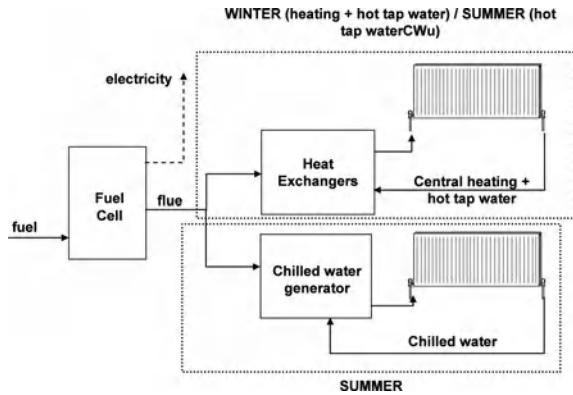 WINTER (heating + hot tap water) / SUMMER (hot
tap waterCWu)
electricity
Fuel
Cell
fuel
flue
Heat
Exchangers
Central heating +
hot tap water
Chilled water
generator
Chilled water
SUMMER